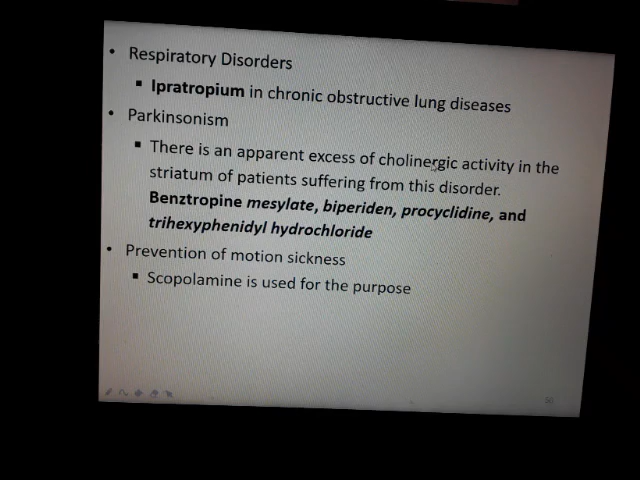 • Respiratory Disorders
▪ Ipratropium in chronic obstructive lung diseases
• Parkinsonism
▪ There is an apparent excess of cholinergic activity in the
striatum of patients suffering from this disorder.
Benztropine mesylate, biperiden, procyclidine, and
trihexyphenidyl hydrochloride
• Prevention of motion sickness
▪ Scopolamine is used for the purpose